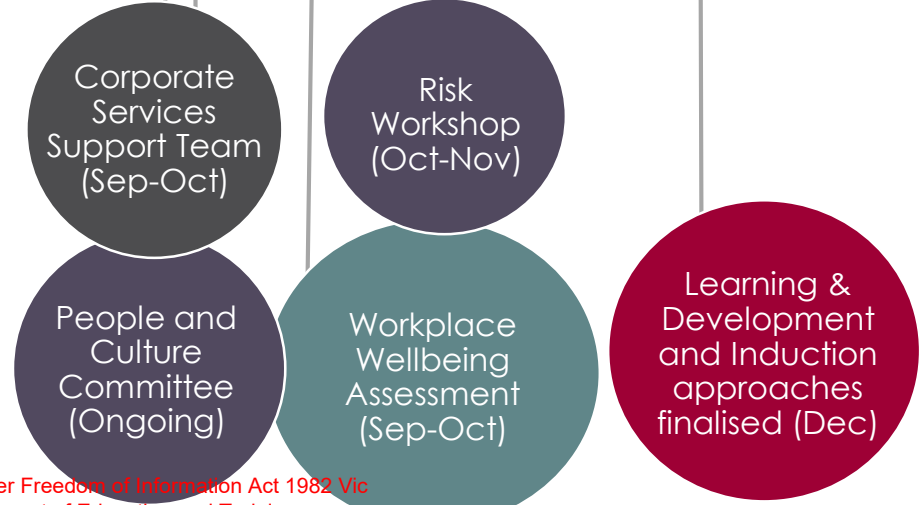 Corporate
Services
Support Team
(Sep-Oct)
Risk
Workshop
(Oct-Nov)
People and
Culture
Committee
(Ongoing)
Workplace
Wellbeing
Assessment
(Sep-Oct)
Learning &
Development
and Induction
approaches
finalised (Dec)
Freedom of Information Act 1982 Vic